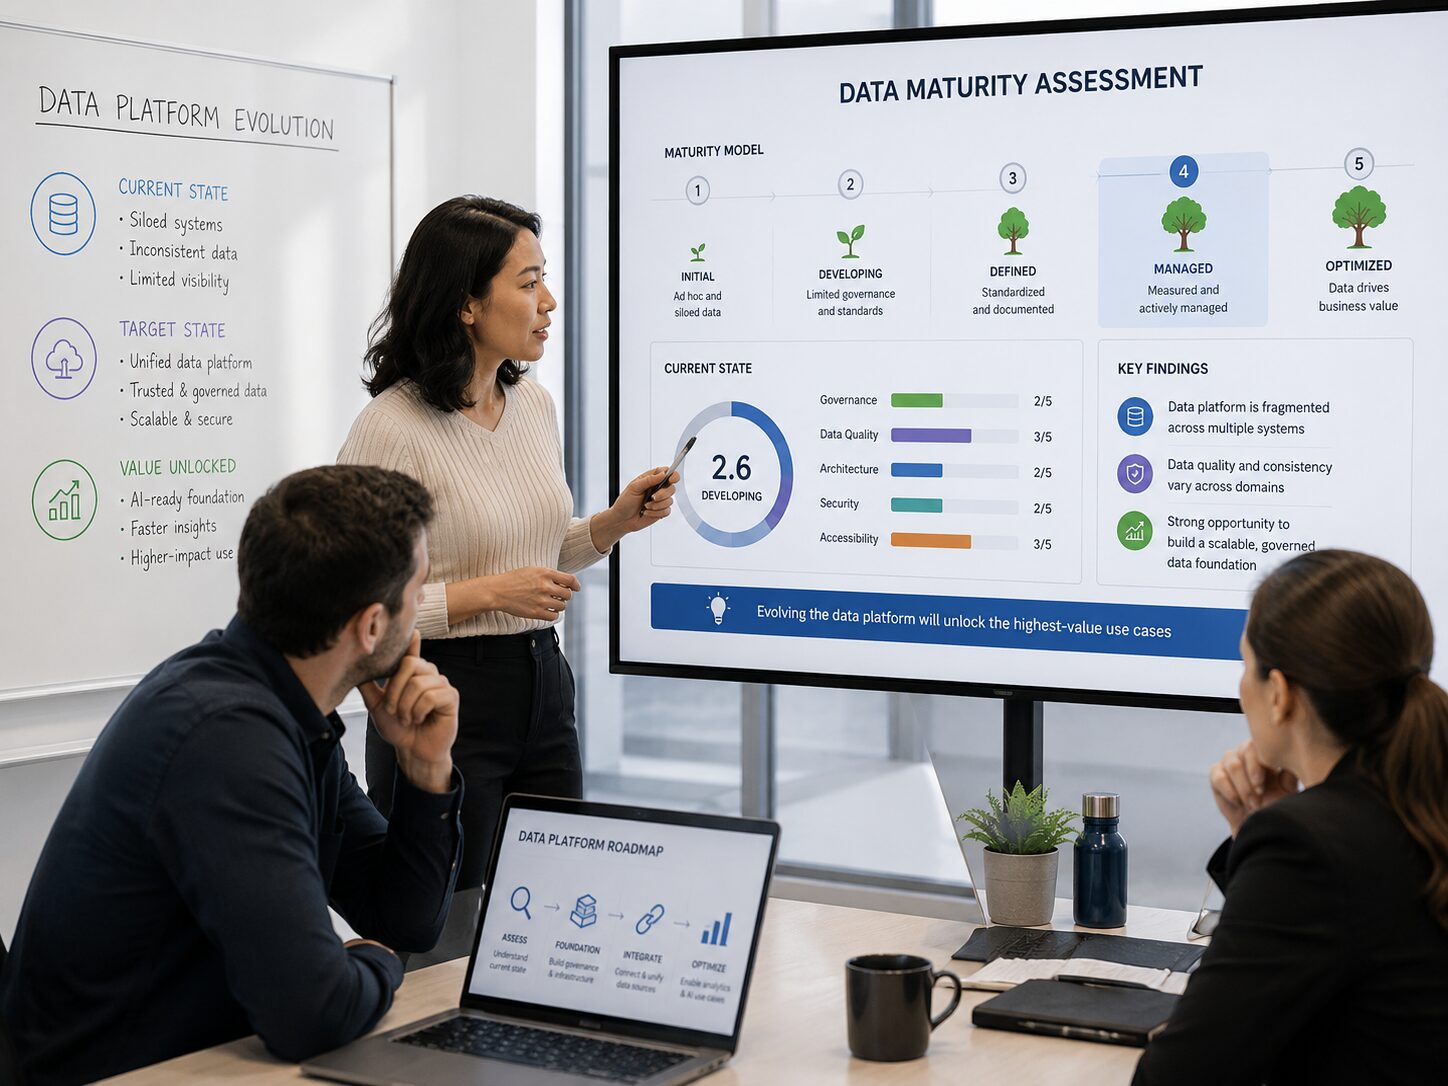 DATA PLATFORM EVOLUTION
CURRENT STATE
• Siloed systems
• Inconsistent data
• Limited visibility
TARGET STATE
• Unified data platform
• Trusted & governed data
• Scalable & secure
VALUE UNLOCKED
• AI-ready foundation
• Faster insights
• Higher-impact use
DATA MATURITY ASSESSMENT
MATURITY MODEL
1
2
3
4
5
INITIAL
Ad hoc and
siloed data
DEVELOPING
Limited governance
and standards
DEFINED
Standardized
and documented
MANAGED
Measured and
actively managed
OPTIMIZED
Data drives
business value
CURRENT STATE
2.6
DEVELOPING
Governance 2/5
Data Quality 3/5
Architecture 2/5
Security 2/5
Accessibility 3/5
KEY FINDINGS
Data platform is fragmented
across multiple systems
Data quality and consistency
vary across domains
Strong opportunity to
build a scalable, governed
data foundation
Evolving the data platform will unlock the highest-value use cases
DATA PLATFORM ROADMAP
ASSESS
Understand
current state
FOUNDATION
Build governance
& infrastructure
INTEGRATE
Connect & unify
data sources
OPTIMIZE
Enable analytics
& AI use cases